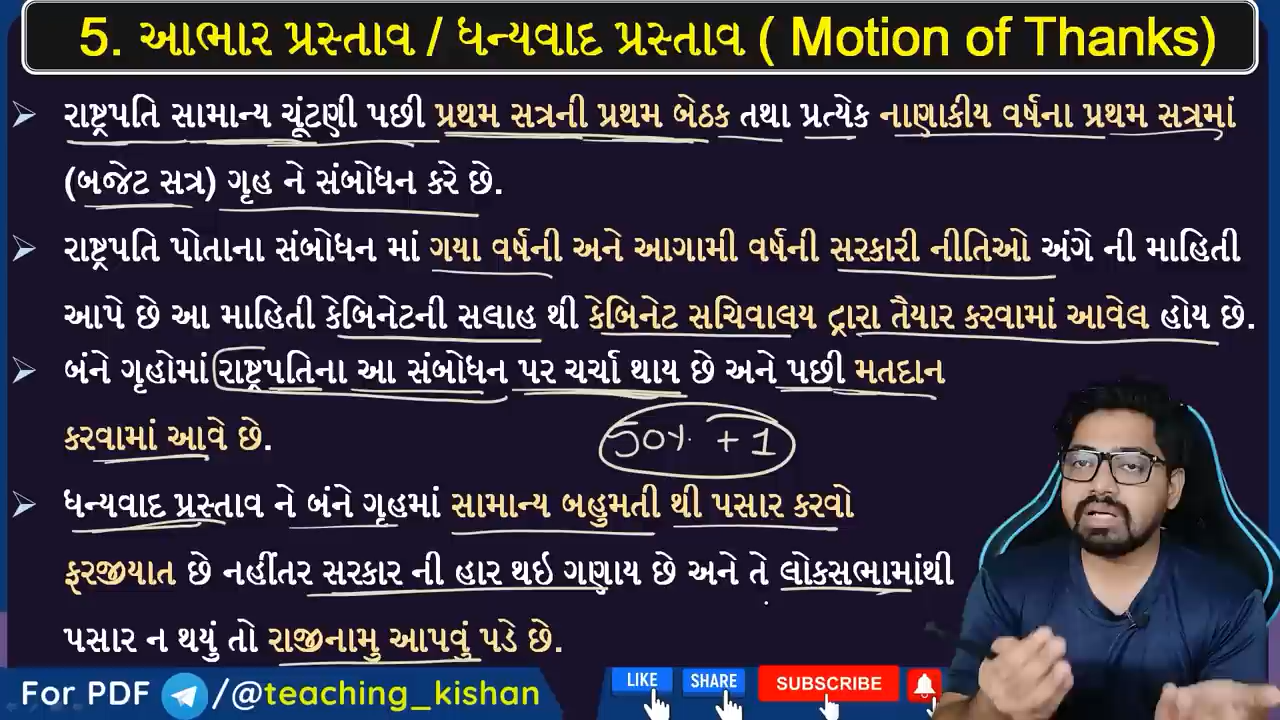 5. આભાર પ્રસ્તાવ / ધન્યવાદ પ્રસ્તાવ ( Motion of Thanks)
➢ રાષ્ટ્રપતિ સામાન્ય ચૂંટણી પછી પ્રથમ સત્રની પ્રથમ બેઠક તથા પ્રત્યેક નાણાકીય વર્ષના પ્રથમ સત્રમાં
(બજેટ સત્ર) ગૃહ ને સંબોધન કરે છે.
➢ રાષ્ટ્રપતિ પોતાના સંબોધન માં ગયા વર્ષની અને આગામી વર્ષની સરકારી નીતિઓ અંગે ની માહિતી
આપે છે આ માહિતી કેબિનેટની સલાહ થી કેબિનેટ સચિવાલય દ્રારા તૈયાર કરવામાં આવેલ હોય છે.
➢ બંને ગૃહોમાં રાષ્ટ્રપતિના આ સંબોધન પર ચર્ચા થાય છે અને પછી મતદાન
કરવામાં આવે છે.
50% + 1
➢ ધન્યવાદ પ્રસ્તાવ ને બંને ગૃહમાં સામાન્ય બહુમતી થી પસાર કરવો
ફરજીયાત છે નહીંતર સરકાર ની હાર થઇ ગણાય છે અને તે લોકસભામાંથી
પસાર ન થયું તો રાજીનામુ આપવું પડે છે.
For PDF /@teaching_kishan
LIKE
SHARE
SUBSCRIBE